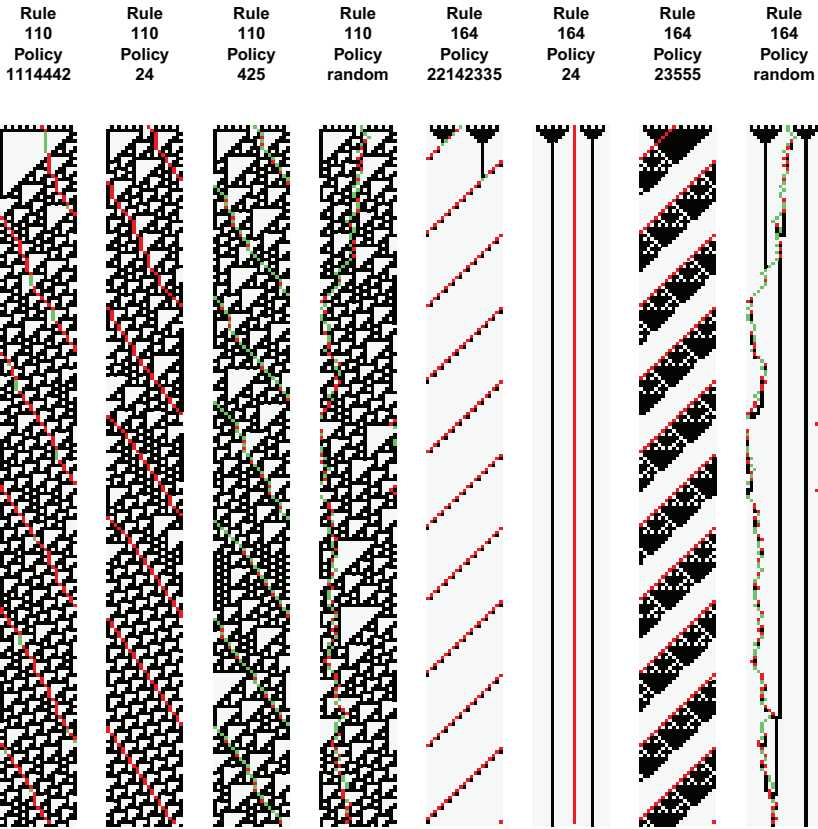 Rule
110
Policy
1114442
Rule
110
Policy
24
Rule
110
Policy
425
Rule
110
Policy
random
Rule
164
Policy
22142335
Rule
164
Policy
24
Rule
164
Policy
23555
Rule
164
Policy
random